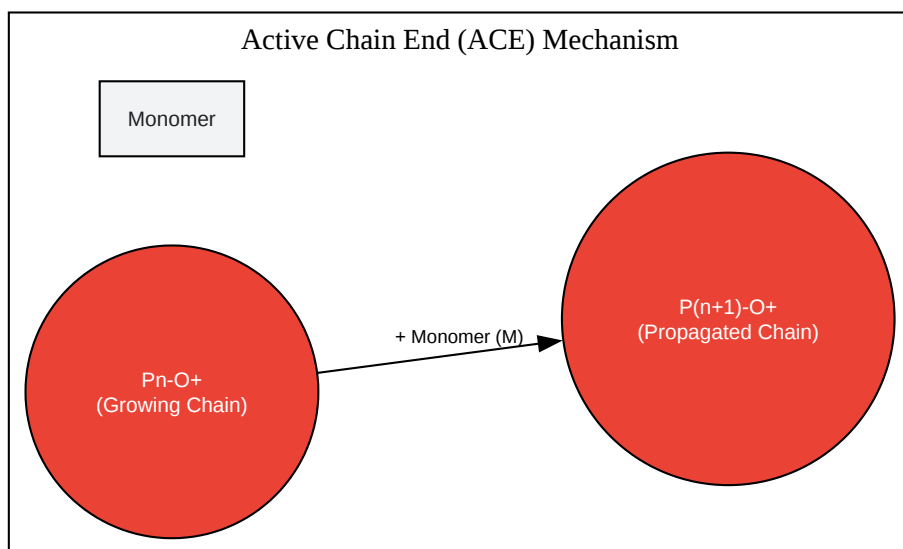 Active Chain End (ACE) Mechanism
Monomer
P(n+1)-O+
(Propagated Chain)
+ Monomer (M)
Pn-O+
(Growing Chain)